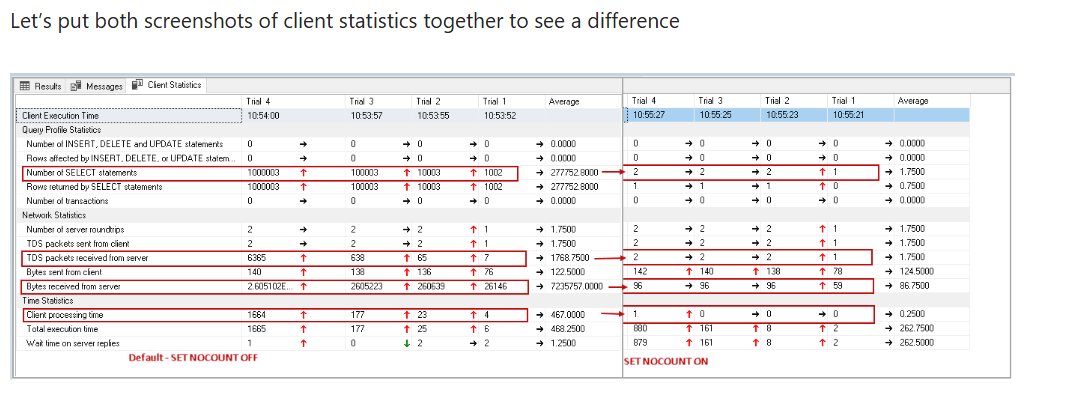 Let's put both screenshots of client statistics together to see a difference
Results Messages Client Statistics
Trial 4 Trial 3 Trial 2 Trial 1 Average Trial 4 Trial 3 Trial 2 Trial 1 Average
Client Execution Time 10:54:00 10:53:57 10:53:55 10:53:52 10:55:27 10:55:25 10:55:23 10:55:21
Query Profile Statistics
Number of INSERT, DELETE and UPDATE statements 0 → 0 → 0 → 0 → 0.0000 0 → 0 → 0 → 0 → 0.0000
Rows affected by INSERT, DELETE, or UPDATE statem... 0 → 0 → 0 → 0 → 0.0000 0 → 0 → 0 → 0 → 0.0000
Number of SELECT statements 1000003 ↑ 100003 ↑ 10003 ↑ 1002 → 277752.8000 2 → 2 → 2 ↑ 1 → 1.7500
Rows returned by SELECT statements 1000003 ↑ 100003 ↑ 10003 ↑ 1002 → 277752.8000 1 → 1 → 1 ↑ 0 → 0.7500
Number of transactions 0 → 0 → 0 → 0 → 0.0000 0 → 0 → 0 → 0 → 0.0000
Network Statistics
Number of server roundtrips 2 → 2 → 2 ↑ 1 → 1.7500 2 → 2 → 2 ↑ 1 → 1.7500
TDS packets sent from client 2 → 2 → 2 ↑ 1 → 1.7500 2 → 2 → 2 ↑ 1 → 1.7500
TDS packets received from server 6365 ↑ 638 ↑ 65 ↑ 7 → 1768.7500 2 → 2 → 2 ↑ 1 → 1.7500
Bytes sent from client 140 ↑ 138 ↑ 136 ↑ 76 → 122.5000 142 ↑ 140 ↑ 138 ↑ 78 → 124.5000
Bytes received from server 2.605102E... ↑ 2605223 ↑ 260639 ↑ 26146 → 7235757.0000 96 → 96 → 96 ↑ 59 → 86.7500
Time Statistics
Client processing time 1664 ↑ 177 ↑ 23 ↑ 4 → 467.0000 1 ↑ 0 → 0 → 0 → 0.2500
Total execution time 1665 ↑ 177 ↑ 25 ↑ 6 → 468.2500 880 ↑ 161 ↑ 8 ↑ 2 → 262.7500
Wait time on server replies 1 ↑ 0 ↓ 2 → 2 → 1.2500 879 ↑ 161 ↑ 8 ↑ 2 → 262.5000
Default - SET NOCOUNT OFF SET NOCOUNT ON